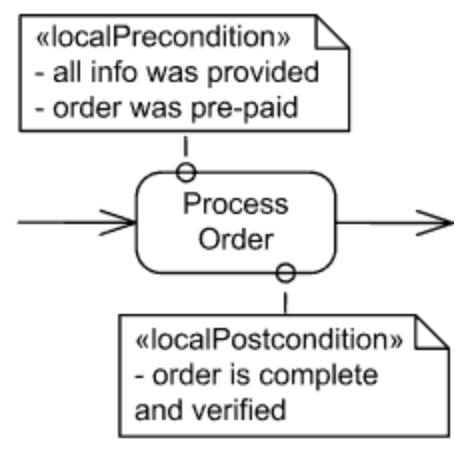 «localPrecondition»
- all info was provided
- order was pre-paid
Process
Order
«localPostcondition»
- order is complete
and verified